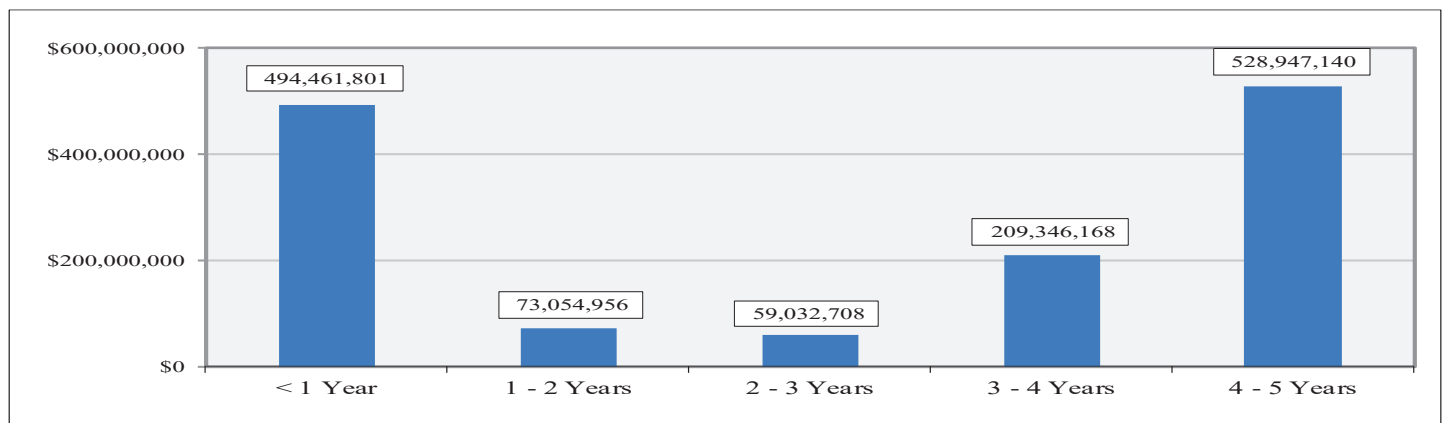 $600,000,000
$400,000,000
$200,000,000
$0
494,461,801
73,054,956
59,032,708
209,346,168
528,947,140
< 1 Year
1 - 2 Years
2 - 3 Years
3 - 4 Years
4 - 5 Years